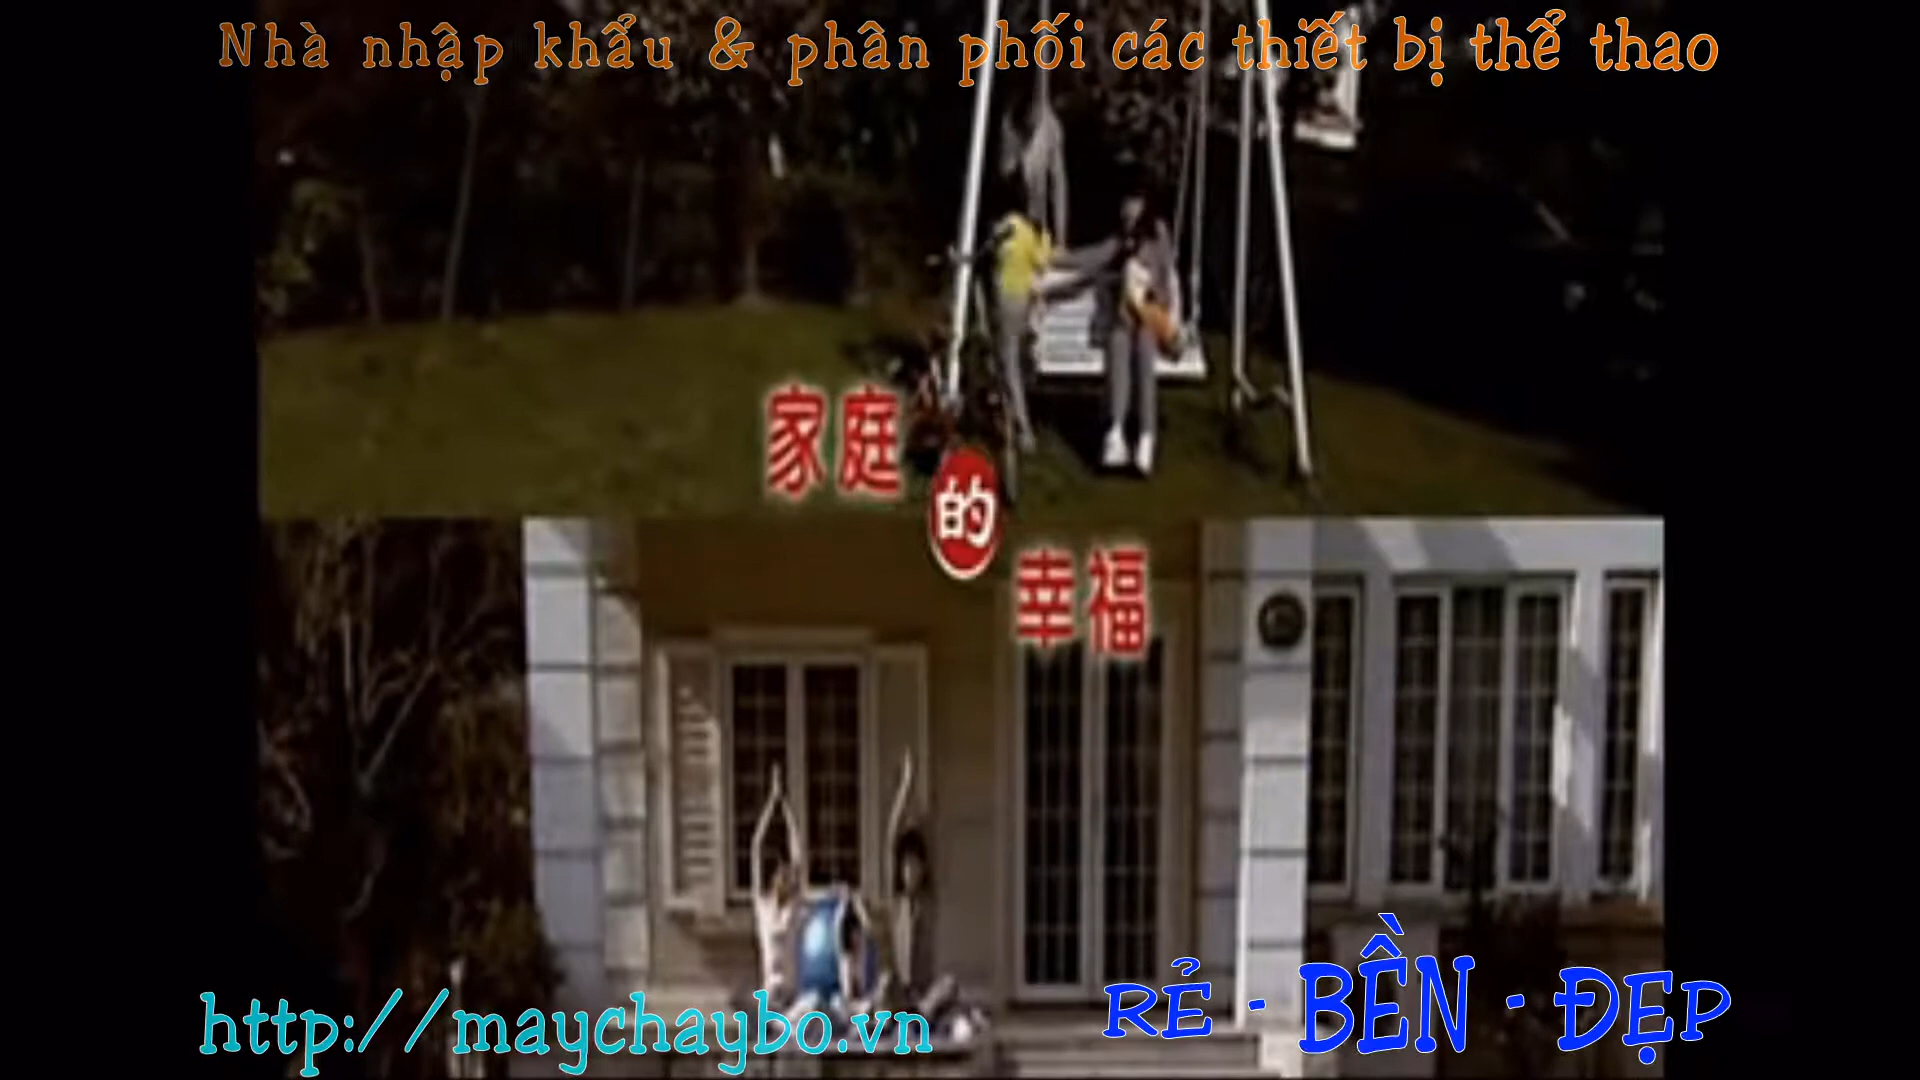 Nhà nhập khẩu & phân phối các thiết bị thể thao
家庭
的
幸福
http://maychaybo.vn
RẺ - BỀN - ĐẸP